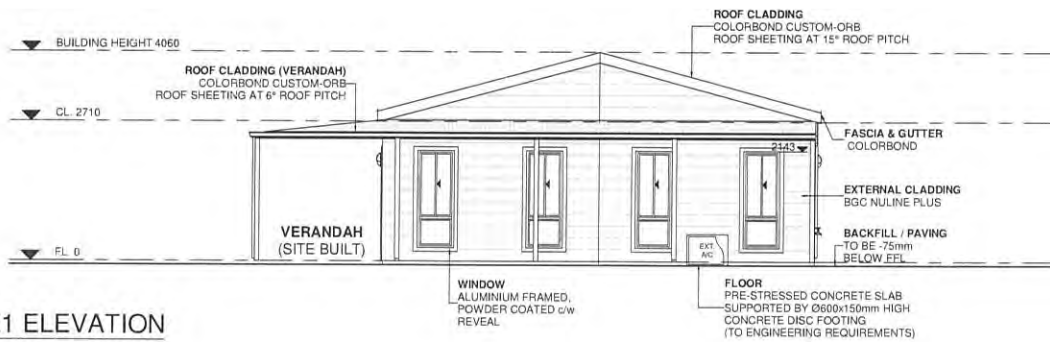 ROOF CLADDING
COLORBOND CUSTOM-ORB
ROOF SHEETING AT 15° ROOF PITCH
BUILDING HEIGHT 4060
ROOF CLADDING (VERANDAH)
COLORBOND CUSTOM-ORB
ROOF SHEETING AT 6° ROOF PITCH
CL. 2710
FASCIA & GUTTER
COLORBOND
2143
EXTERNAL CLADDING
BGC NULINE PLUS
VERANDAH
(SITE BUILT)
BACKFILL / PAVING
TO BE -75mm
BELOW FFL
EXT.
A/C
FL. 0
WINDOW
ALUMINIUM FRAMED,
POWDER COATED c/w
REVEAL
FLOOR
PRE-STRESSED CONCRETE SLAB
SUPPORTED BY Ø600x150mm HIGH
CONCRETE DISC FOOTING
(TO ENGINEERING REQUIREMENTS)
1 ELEVATION